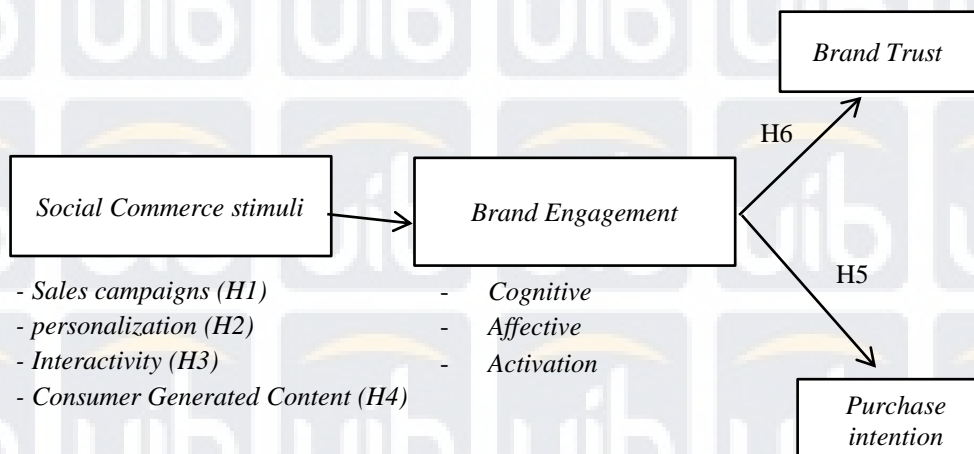 Brand Trust
H6
Social Commerce stimuli
Brand Engagement
H5
- Sales campaigns (H1)
- personalization (H2)
- Interactivity (H3)
- Consumer Generated Content (H4)
- Cognitive
- Affective
- Activation
Purchase
intention
uib